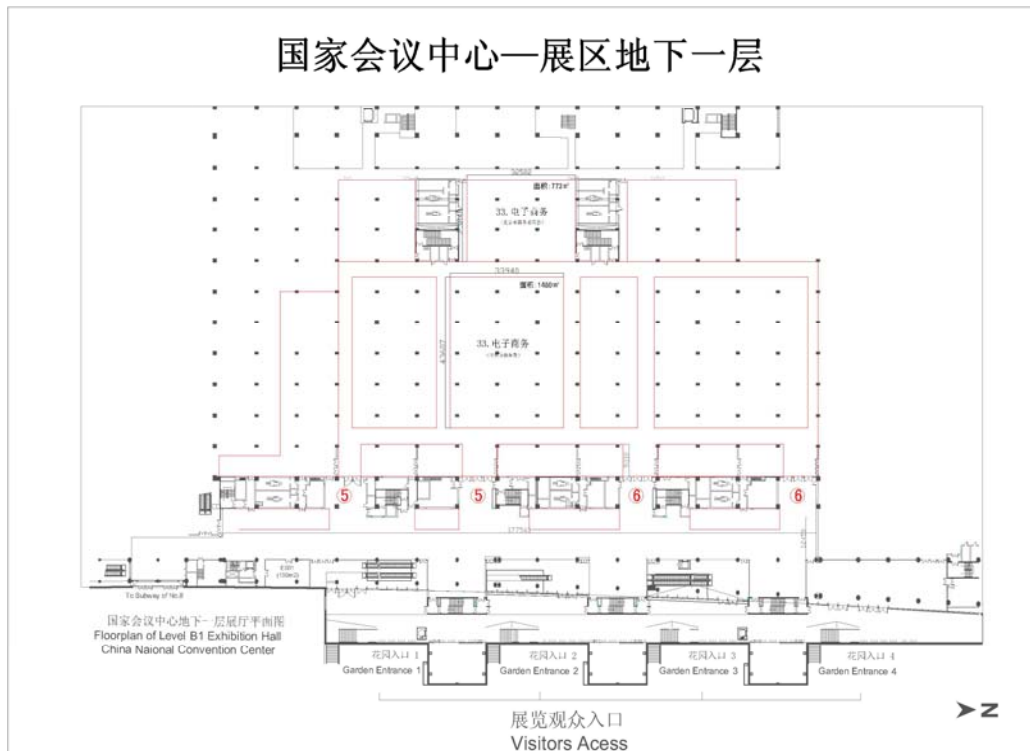 国家会议中心—展区地下一层
32502
面积:772㎡
33.电子商务
33940
面积:1480㎡
33.电子商务
43607
⑤
⑤
⑥
⑥
To Subway of No.8
国家会议中心地下一层展厅平面图
Floorplan of Level B1 Exhibition Hall
China Naional Convention Center
花园入口 1
Garden Entrance 1
花园入口 2
Garden Entrance 2
花园入口 3
Garden Entrance 3
花园入口 4
Garden Entrance 4
展览观众入口
Visitors Acess
N